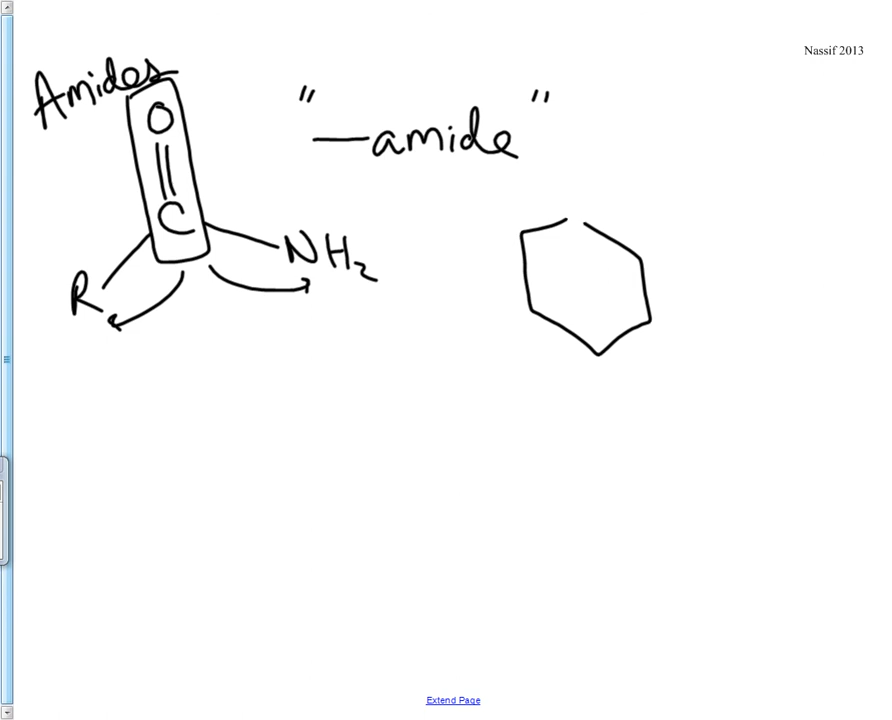 Nassif 2013
Amides
"—amide"
O
C
R
NH₂
Extend Page